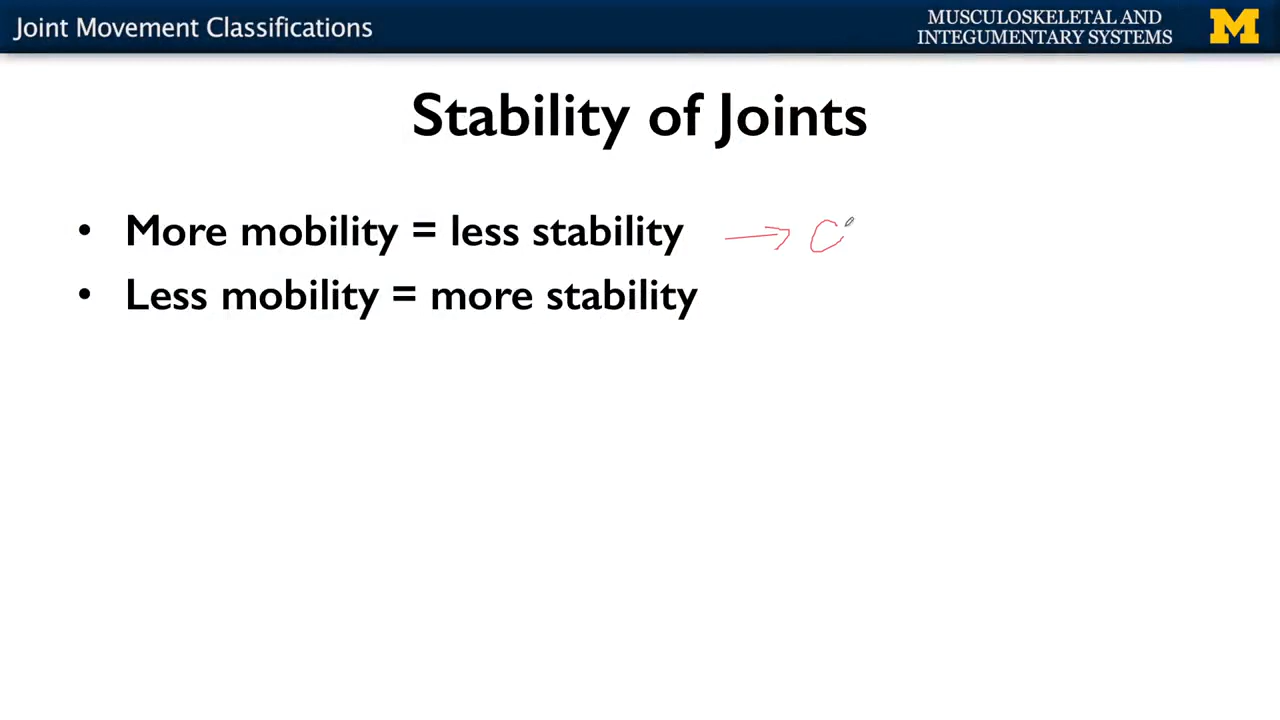 Joint Movement Classifications
MUSCULOSKELETAL AND
INTEGUMENTARY SYSTEMS
M
Stability of Joints
• More mobility = less stability → C
• Less mobility = more stability